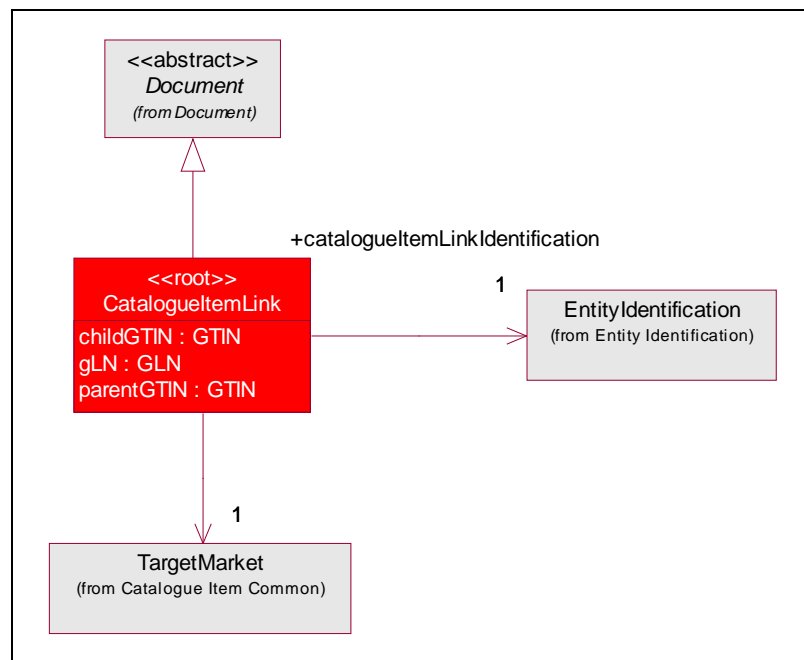 <<abstract>>
Document
(from Document)
+catalogueItemLinkIdentification
<<root>>
CatalogueItemLink
childGTIN : GTIN
gLN : GLN
parentGTIN : GTIN
1
EntityIdentification
(from Entity Identification)
1
TargetMarket
(from Catalogue Item Common)